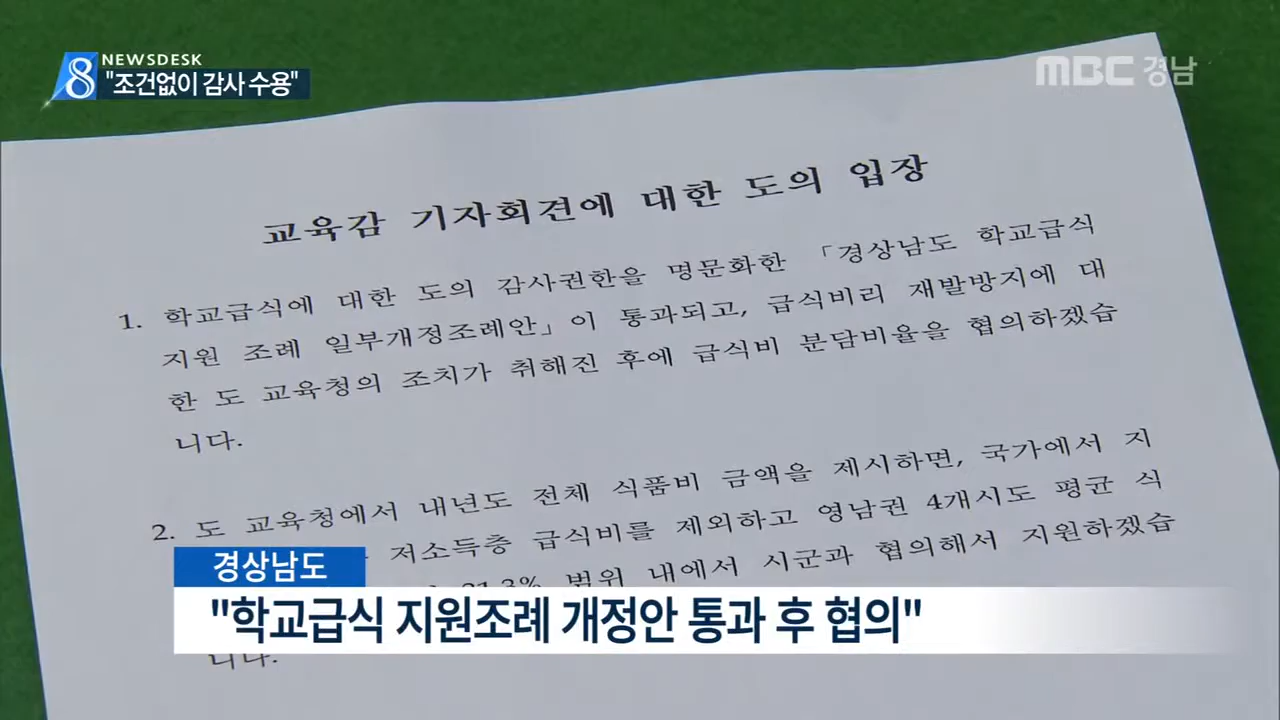 NEWSDESK
8 "조건없이 감사 수용"
MBC 경남
교육감 기자회견에 대한 도의 입장
1. 학교급식에 대한 도의 감사권한을 명문화한 「경상남도 학교급식
지원 조례 일부개정조례안」이 통과되고, 급식비리 재발방지에 대
한 도 교육청의 조치가 취해진 후에 급식비 분담비율을 협의하겠습
니다.
2. 도 교육청에서 내년도 전체 식품비 금액을 제시하면, 국가에서 지
저소득층 급식비를 제외하고 영남권 4개시도 평균 식
31.3% 범위 내에서 시군과 협의해서 지원하겠습
니다.
경상남도
"학교급식 지원조례 개정안 통과 후 협의"